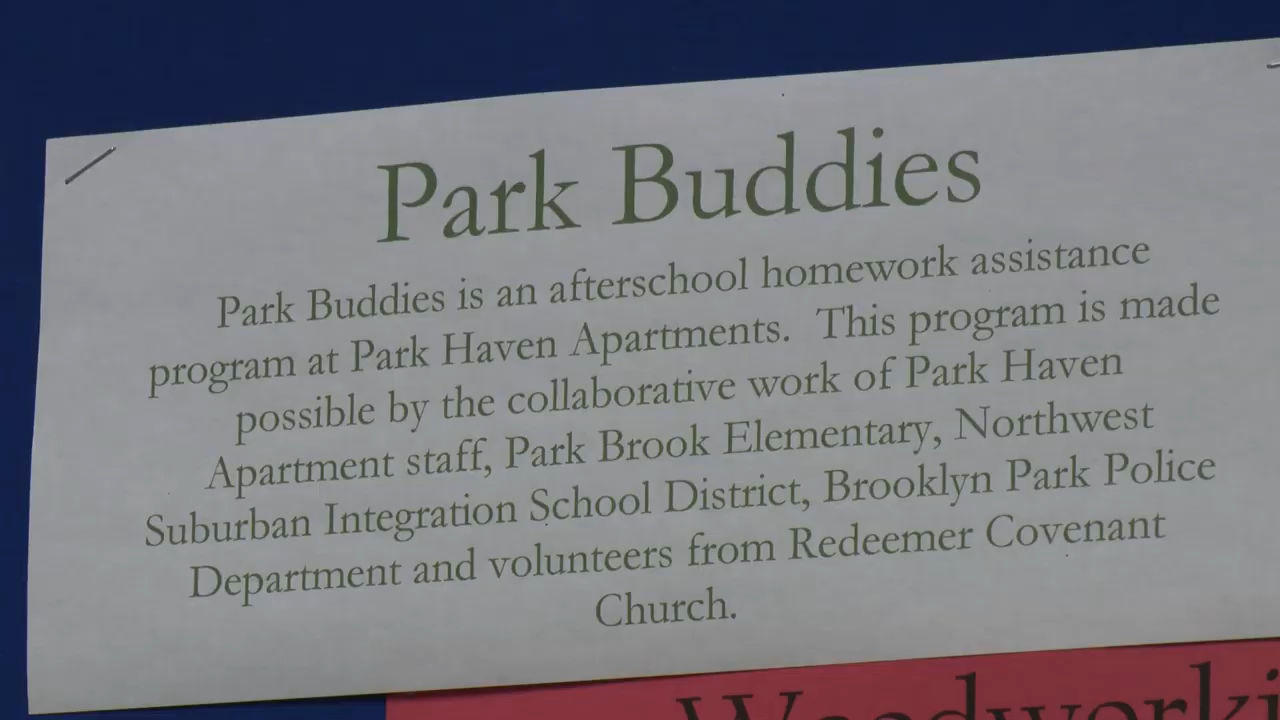 Park Buddies
Park Buddies is an afterschool homework assistance
program at Park Haven Apartments.  This program is made
possible by the collaborative work of Park Haven
Apartment staff, Park Brook Elementary, Northwest
Suburban Integration School District, Brooklyn Park Police
Department and volunteers from Redeemer Covenant
Church.